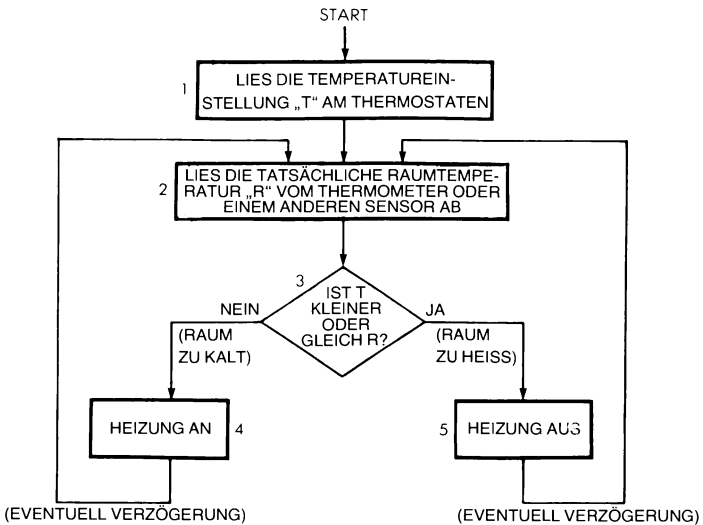 START
1
LIES DIE TEMPERATUREIN-
STELLUNG „T“ AM THERMOSTATEN
2
LIES DIE TATSÄCHLICHE RAUMTEMPE-
RATUR „R“ VOM THERMOMETER ODER
EINEM ANDEREN SENSOR AB
3
IST T
KLEINER
ODER
GLEICH R?
NEIN
(RAUM
ZU KALT)
JA
(RAUM
ZU HEISS)
HEIZUNG AN
4
5
HEIZUNG AUS
(EVENTUELL VERZÖGERUNG)
(EVENTUELL VERZÖGERUNG)